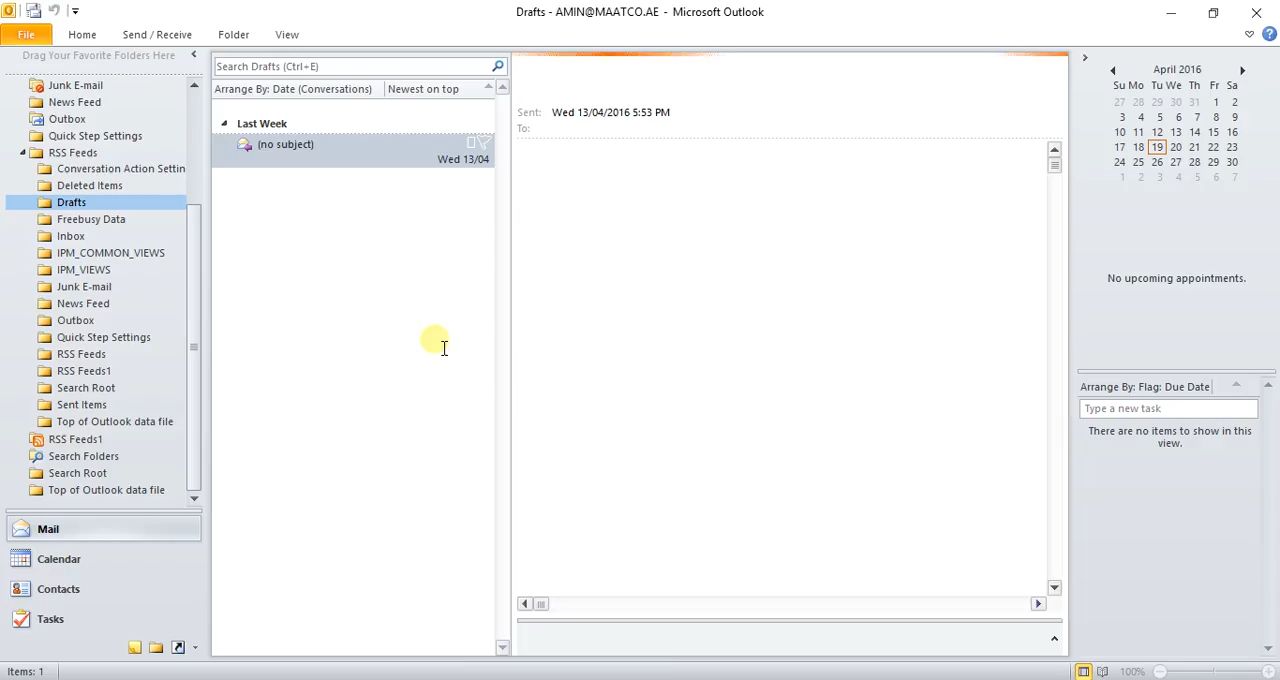 Drafts - AMIN@MAATCO.AE - Microsoft Outlook
File Home Send / Receive Folder View
Drag Your Favorite Folders Here
Junk E-mail
News Feed
Outbox
Quick Step Settings
RSS Feeds
Conversation Action Settin
Deleted Items
Drafts
Freebusy Data
Inbox
IPM_COMMON_VIEWS
IPM_VIEWS
Junk E-mail
News Feed
Outbox
Quick Step Settings
RSS Feeds
RSS Feeds1
Search Root
Sent Items
Top of Outlook data file
RSS Feeds1
Search Folders
Search Root
Top of Outlook data file
Mail
Calendar
Contacts
Tasks
Items: 1
Search Drafts (Ctrl+E)
Arrange By: Date (Conversations) Newest on top
Last Week
(no subject)
Wed 13/04
Sent: Wed 13/04/2016 5:53 PM
To:
April 2016
Su Mo Tu We Th Fr Sa
27 28 29 30 31 1 2
3 4 5 6 7 8 9
10 11 12 13 14 15 16
17 18 19 20 21 22 23
24 25 26 27 28 29 30
1 2 3 4 5 6 7
No upcoming appointments.
Arrange By: Flag: Due Date
Type a new task
There are no items to show in this
view.
100%